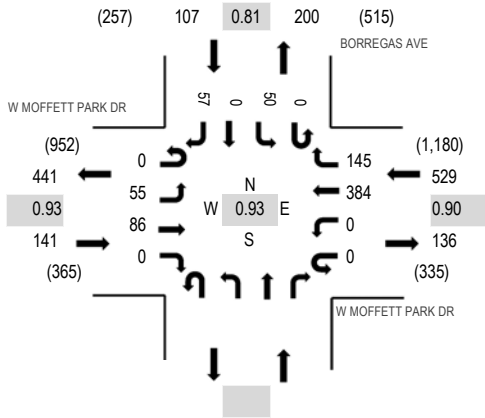 (257) 107 0.81 200 (515)
BORREGAS AVE
57 0 50 0
W MOFFETT PARK DR
(952) (1,180)
0 145
441 529
55 384
N
0.93 W 0.93 E 0.90
86 0
S
141 136
0 0
(365) (335)
W MOFFETT PARK DR